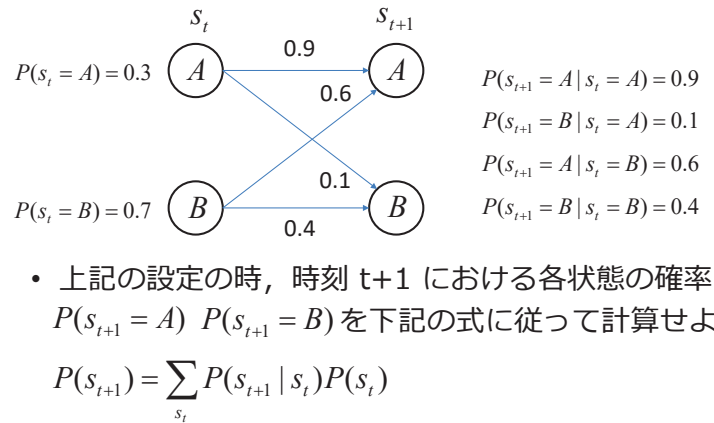 s_t s_{t+1}
P(s_t = A) = 0.3 A 0.9 A P(s_{t+1} = A | s_t = A) = 0.9
0.6 P(s_{t+1} = B | s_t = A) = 0.1
0.1 P(s_{t+1} = A | s_t = B) = 0.6
P(s_t = B) = 0.7 B 0.4 B P(s_{t+1} = B | s_t = B) = 0.4
• 上記の設定の時，時刻 t+1 における各状態の確率
P(s_{t+1} = A) P(s_{t+1} = B) を下記の式に従って計算せよ
P(s_{t+1}) = ∑_{s_t} P(s_{t+1} | s_t)P(s_t)